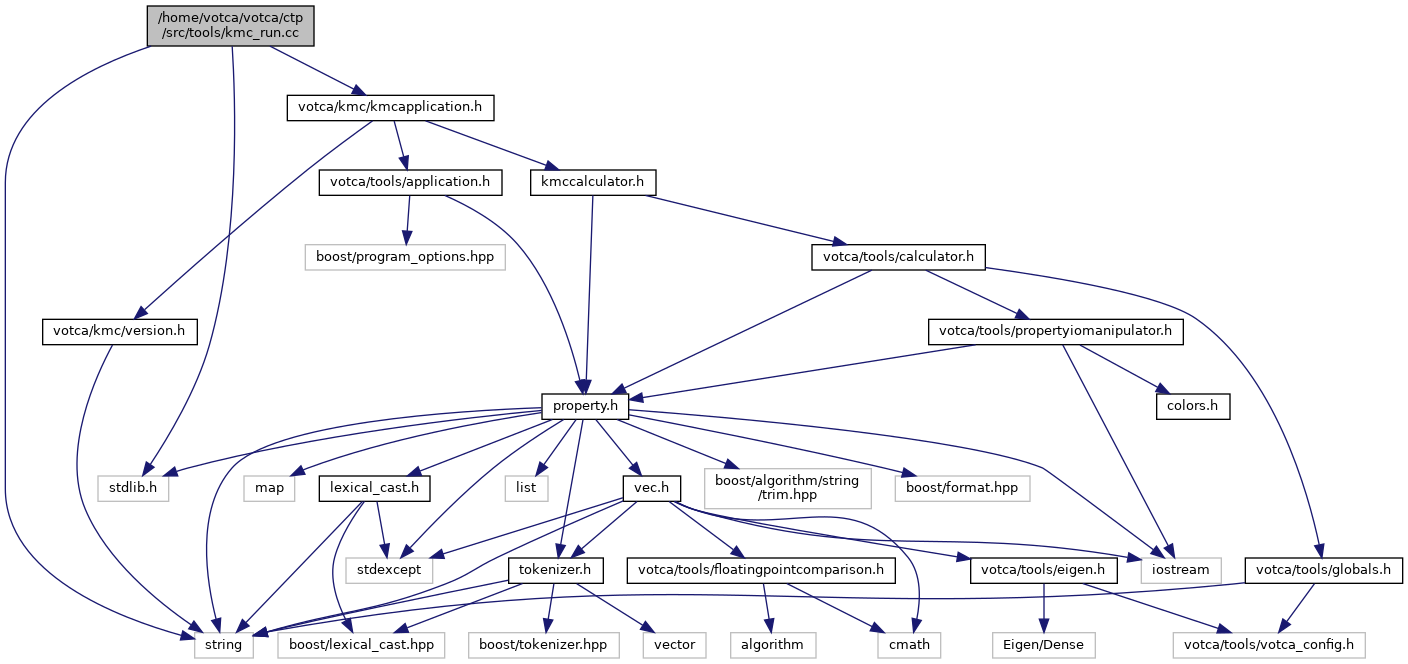 /home/votca/votca/ctp
/src/tools/kmc_run.cc
votca/kmc/kmcapplication.h
votca/tools/application.h
kmccalculator.h
boost/program_options.hpp
votca/tools/calculator.h
votca/kmc/version.h
votca/tools/propertyiomanipulator.h
property.h
colors.h
stdlib.h
map
lexical_cast.h
list
vec.h
boost/algorithm/string
/trim.hpp
boost/format.hpp
stdexcept
tokenizer.h
votca/tools/floatingpointcomparison.h
votca/tools/eigen.h
iostream
votca/tools/globals.h
string
boost/lexical_cast.hpp
boost/tokenizer.hpp
vector
algorithm
cmath
Eigen/Dense
votca/tools/votca_config.h